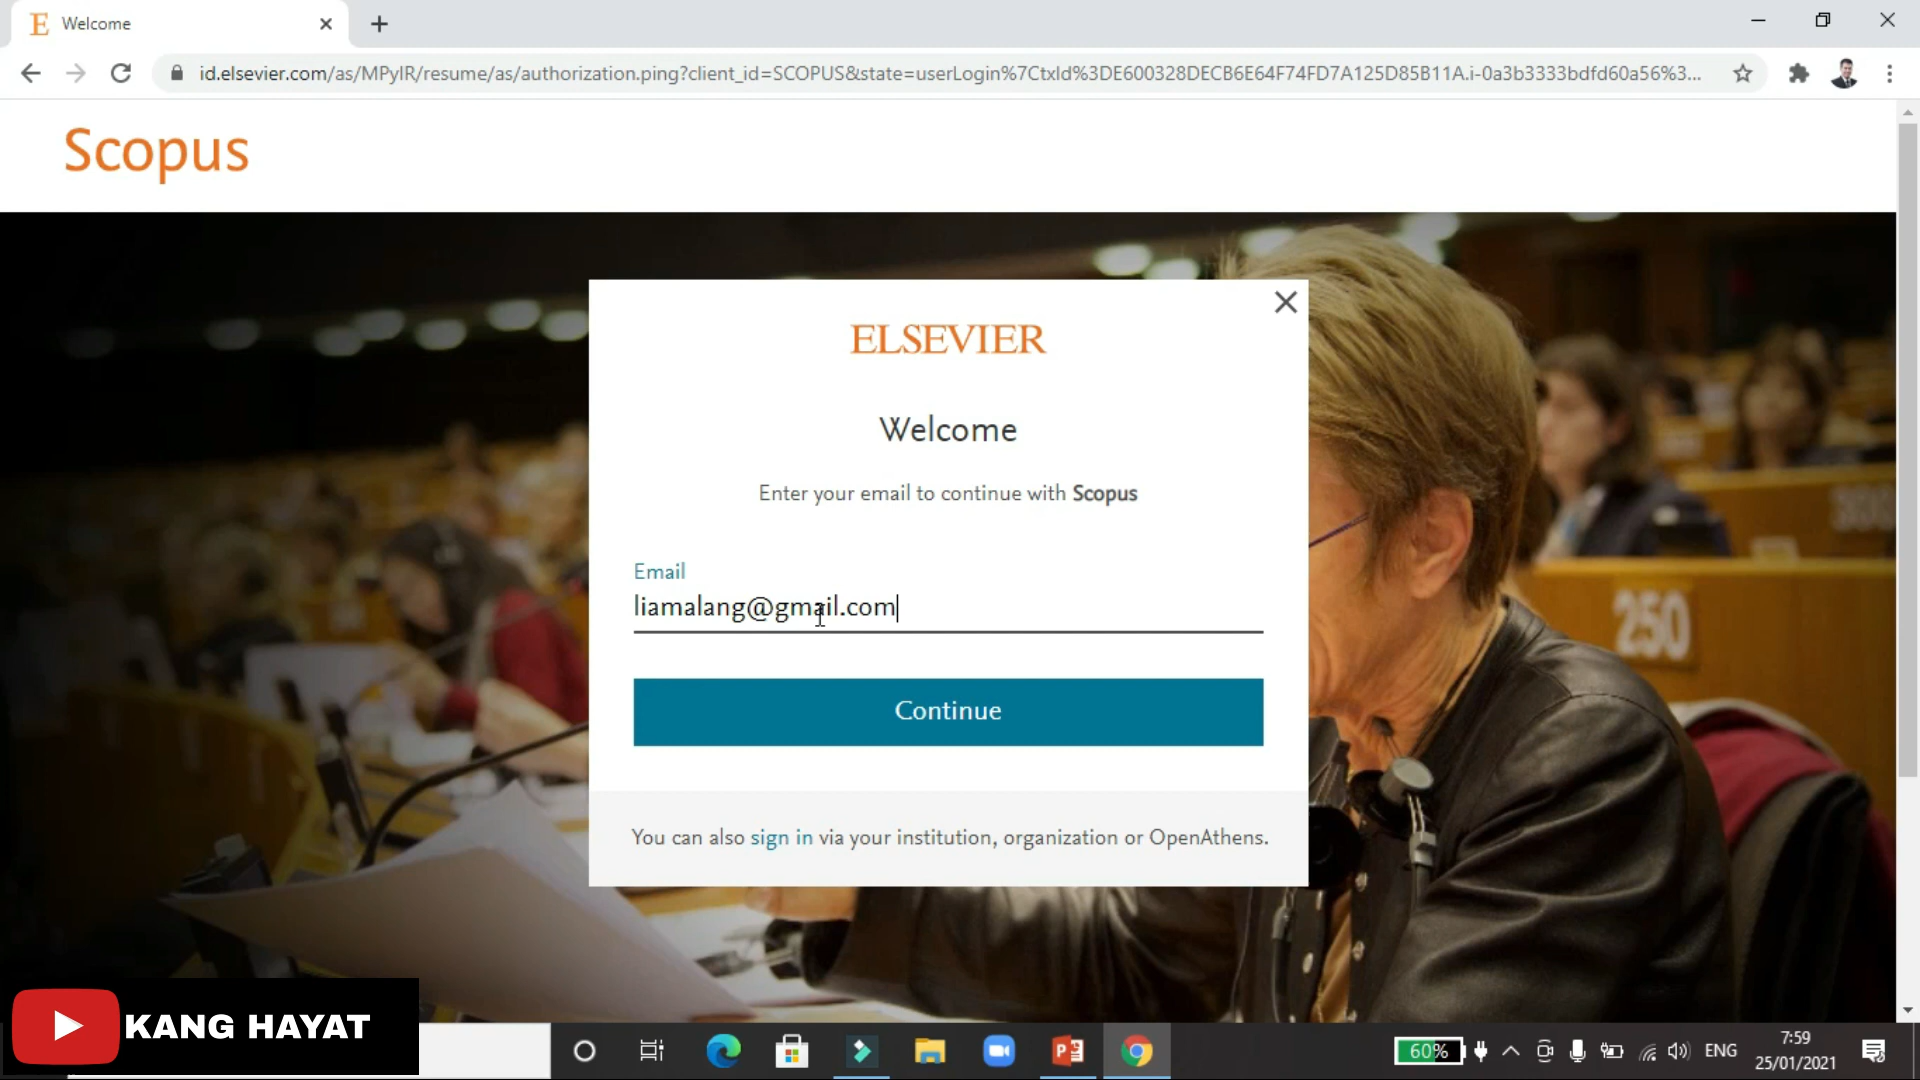 Welcome
id.elsevier.com/as/MPyIR/resume/as/authorization.ping?client_id=SCOPUS&state=userLogin%7CtxId%3DE600328DECB6E64F74FD7A125D85B11A.i-0a3b3333bdfd60a56%3...
Scopus
ELSEVIER
Welcome
Enter your email to continue with Scopus
Email
liamalang@gmail.com
Continue
You can also sign in via your institution, organization or OpenAthens.
250
KANG HAYAT
60%
ENG
7:59
25/01/2021